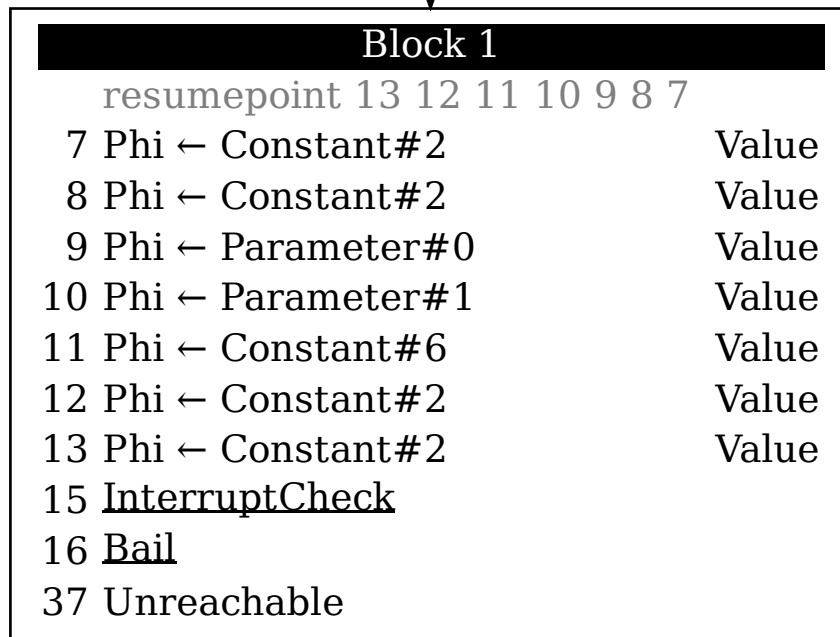 Block 1
resumepoint 13 12 11 10 9 8 7
7 Phi ← Constant#2 Value
8 Phi ← Constant#2 Value
9 Phi ← Parameter#0 Value
10 Phi ← Parameter#1 Value
11 Phi ← Constant#6 Value
12 Phi ← Constant#2 Value
13 Phi ← Constant#2 Value
15 InterruptCheck
16 Bail
37 Unreachable